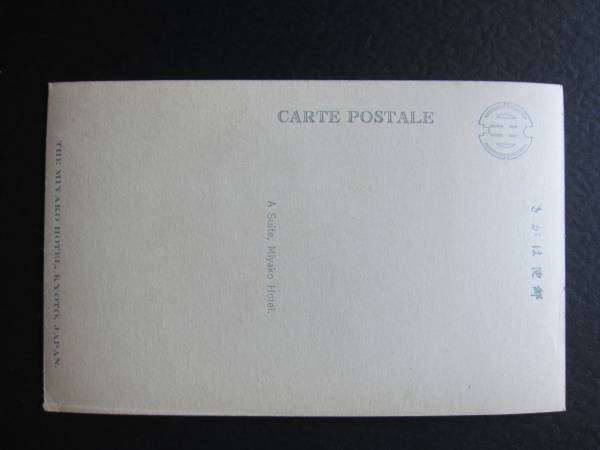 CARTE POSTALE
きがは便郵
A Suite, Miyako Hotel.
THE MIYAKO HOTEL, KYOTO, JAPAN.